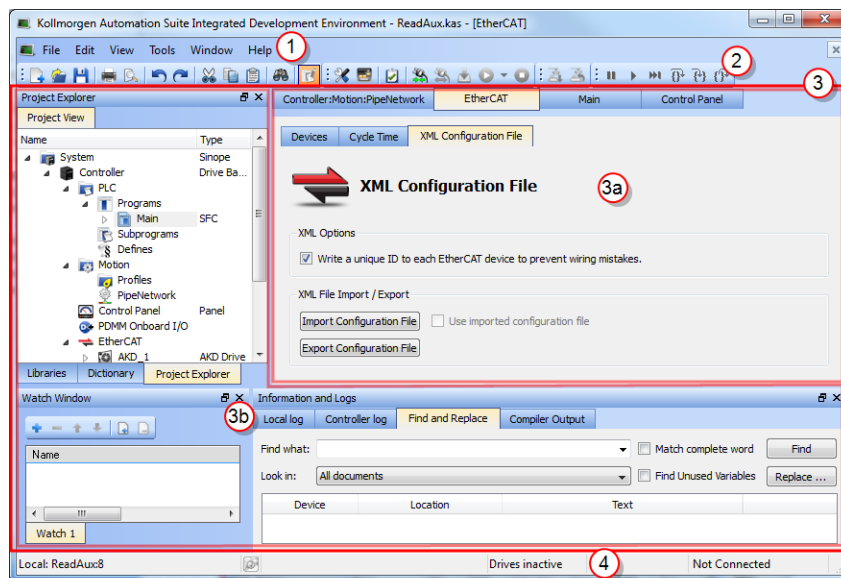 Kollmorgen Automation Suite Integrated Development Environment - ReadAux.kas - [EtherCAT]
File Edit View Tools Window Help
1
2
3
Project Explorer
Project View
Name Type
System Sinope
Controller Drive Ba...
PLC
Programs
Main SFC
Subprograms
Defines
Motion
Profiles
PipeNetwork
Control Panel Panel
PDMM Onboard I/O
EtherCAT
AKD_1 AKD Drive
Libraries Dictionary Project Explorer
Controller:Motion:PipeNetwork EtherCAT Main Control Panel
Devices Cycle Time XML Configuration File
XML Configuration File
3a
XML Options
Write a unique ID to each EtherCAT device to prevent wiring mistakes.
XML File Import / Export
Import Configuration File Use imported configuration file
Export Configuration File
Watch Window
3b
Name
Watch 1
Information and Logs
Local log Controller log Find and Replace Compiler Output
Find what: Match complete word Find
Look in: All documents Find Unused Variables Replace ...
Device Location Text
Local: ReadAux:8 Drives inactive 4 Not Connected